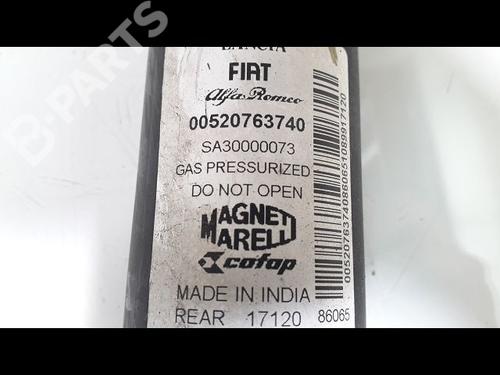 LANCIA
FIAT
Alfa Romeo
00520763740
SA30000073
GAS PRESSURIZED
DO NOT OPEN
MAGNETI
MARELLI
cofap
MADE IN INDIA
REAR 17120 86065
B-PARTS